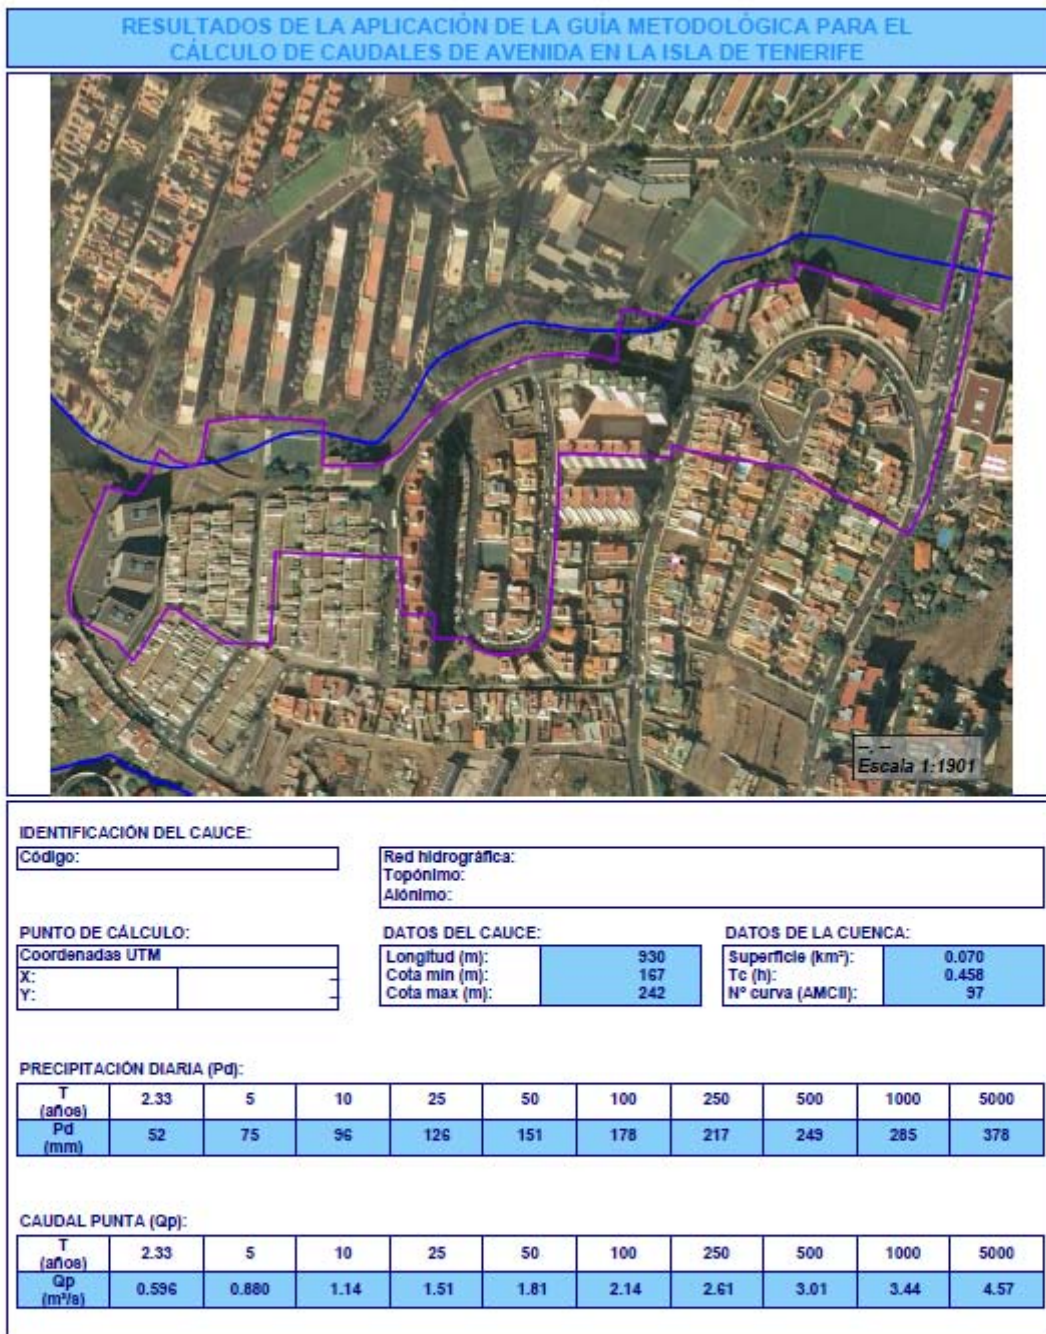 RESULTADOS DE LA APLICACIÓN DE LA GUÍA METODOLÓGICA PARA EL
CÁLCULO DE CAUDALES DE AVENIDA EN LA ISLA DE TENERIFE
--, --
Escala 1:1901
IDENTIFICACIÓN DEL CAUCE:
Código:
Red hidrográfica:
Topónimo:
Alónimo:
PUNTO DE CÁLCULO:
Coordenadas UTM
X: --
Y: --
DATOS DEL CAUCE:
Longitud (m): 930
Cota min (m): 167
Cota max (m): 242
DATOS DE LA CUENCA:
Superficie (km²): 0.070
Tc (h): 0.458
Nº curva (AMCII): 97
PRECIPITACIÓN DIARIA (Pd):
T (años) 2.33 5 10 25 50 100 250 500 1000 5000
Pd (mm) 52 75 96 126 151 178 217 249 285 378
CAUDAL PUNTA (Qp):
T (años) 2.33 5 10 25 50 100 250 500 1000 5000
Qp (m³/s) 0.596 0.880 1.14 1.51 1.81 2.14 2.61 3.01 3.44 4.57